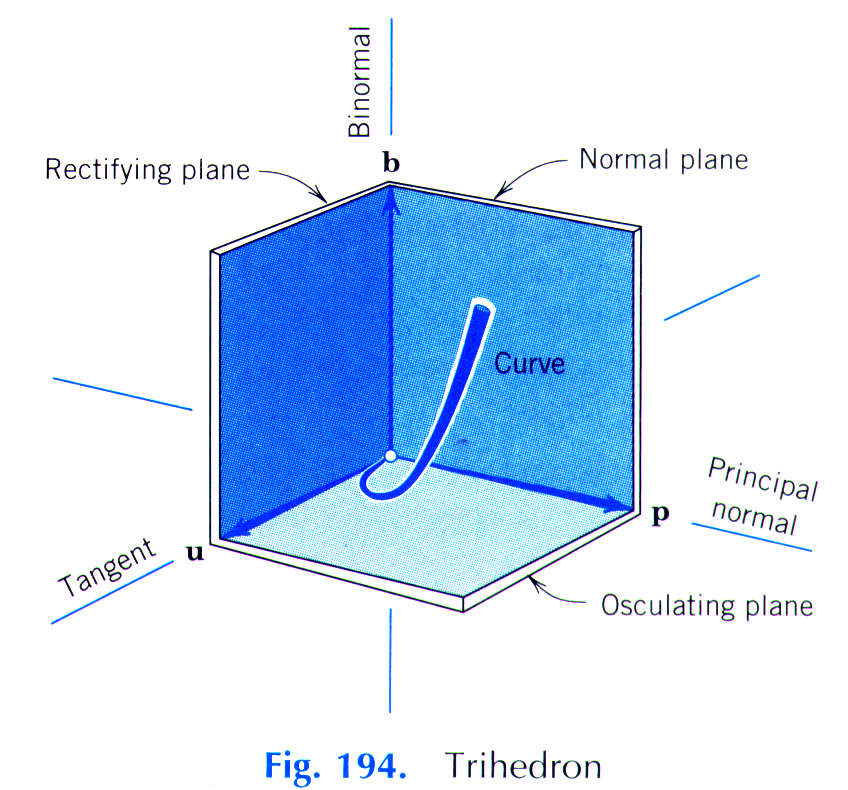 Binormal
b
Rectifying plane
Normal plane
Curve
Principal
normal
p
Tangent
u
Osculating plane
Fig. 194. Trihedron